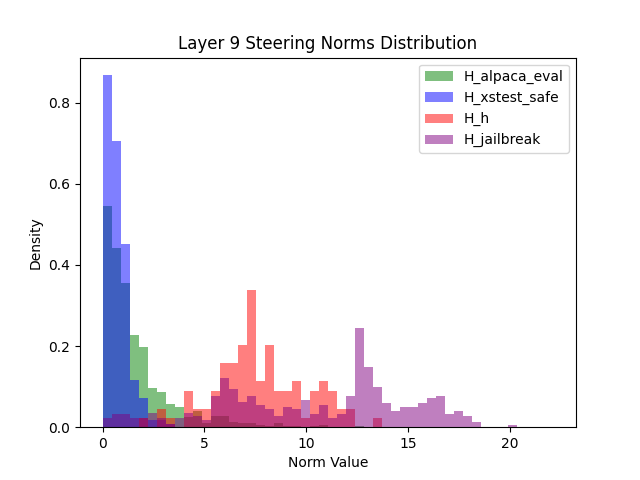 Layer 9 Steering Norms Distribution
H_alpaca_eval
H_xstest_safe
H_h
H_jailbreak
Density
0.8
0.6
0.4
0.2
0.0
0
5
10
15
20
Norm Value